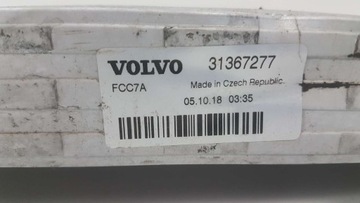 VOLVO 31367277
FCC7A Made in Czech Republic.
05.10.18 03:35